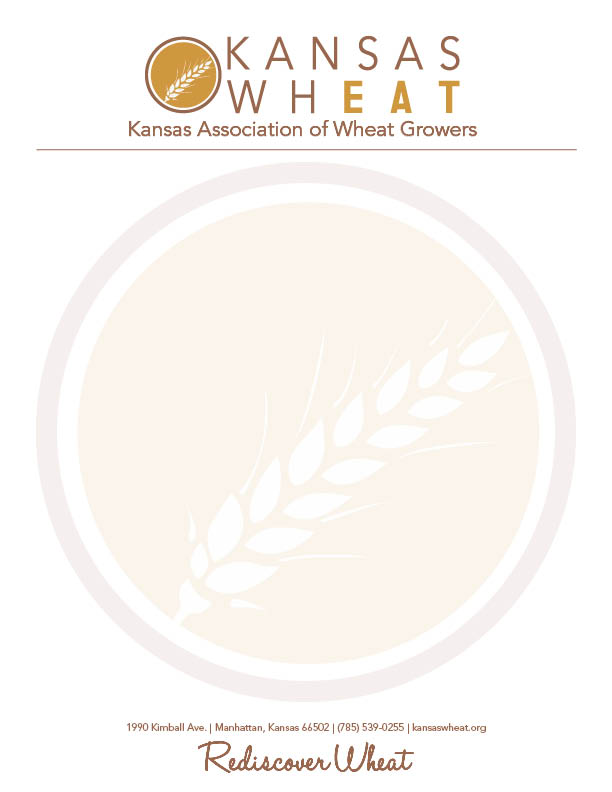 KANSAS
WHEAT
Kansas Association of Wheat Growers
1990 Kimball Ave. | Manhattan, Kansas 66502 | (785) 539-0255 | kansaswheat.org
Rediscover Wheat